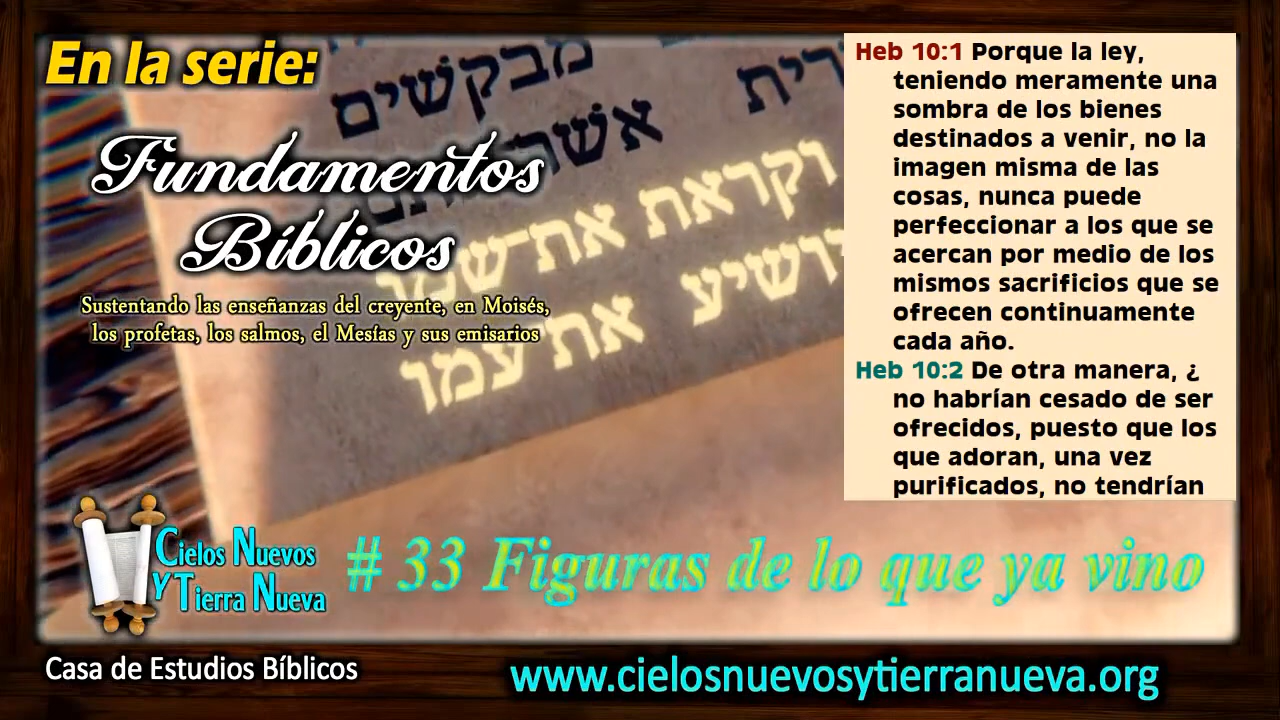 En la serie:
Fundamentos
Bíblicos
Sustentando las enseñanzas del creyente, en Moisés,
los profetas, los salmos, el Mesías y sus emisarios
מבקשים
רית
אשר
וקראת את־שמו
יושיע את עמו
Heb 10:1 Porque la ley,
teniendo meramente una
sombra de los bienes
destinados a venir, no la
imagen misma de las
cosas, nunca puede
perfeccionar a los que se
acercan por medio de los
mismos sacrificios que se
ofrecen continuamente
cada año.
Heb 10:2 De otra manera, ¿
no habrían cesado de ser
ofrecidos, puesto que los
que adoran, una vez
purificados, no tendrían
Cielos Nuevos
Y Tierra Nueva
# 33 Figuras de lo que ya vino
Casa de Estudios Bíblicos
www.cielosnuevosytierranueva.org